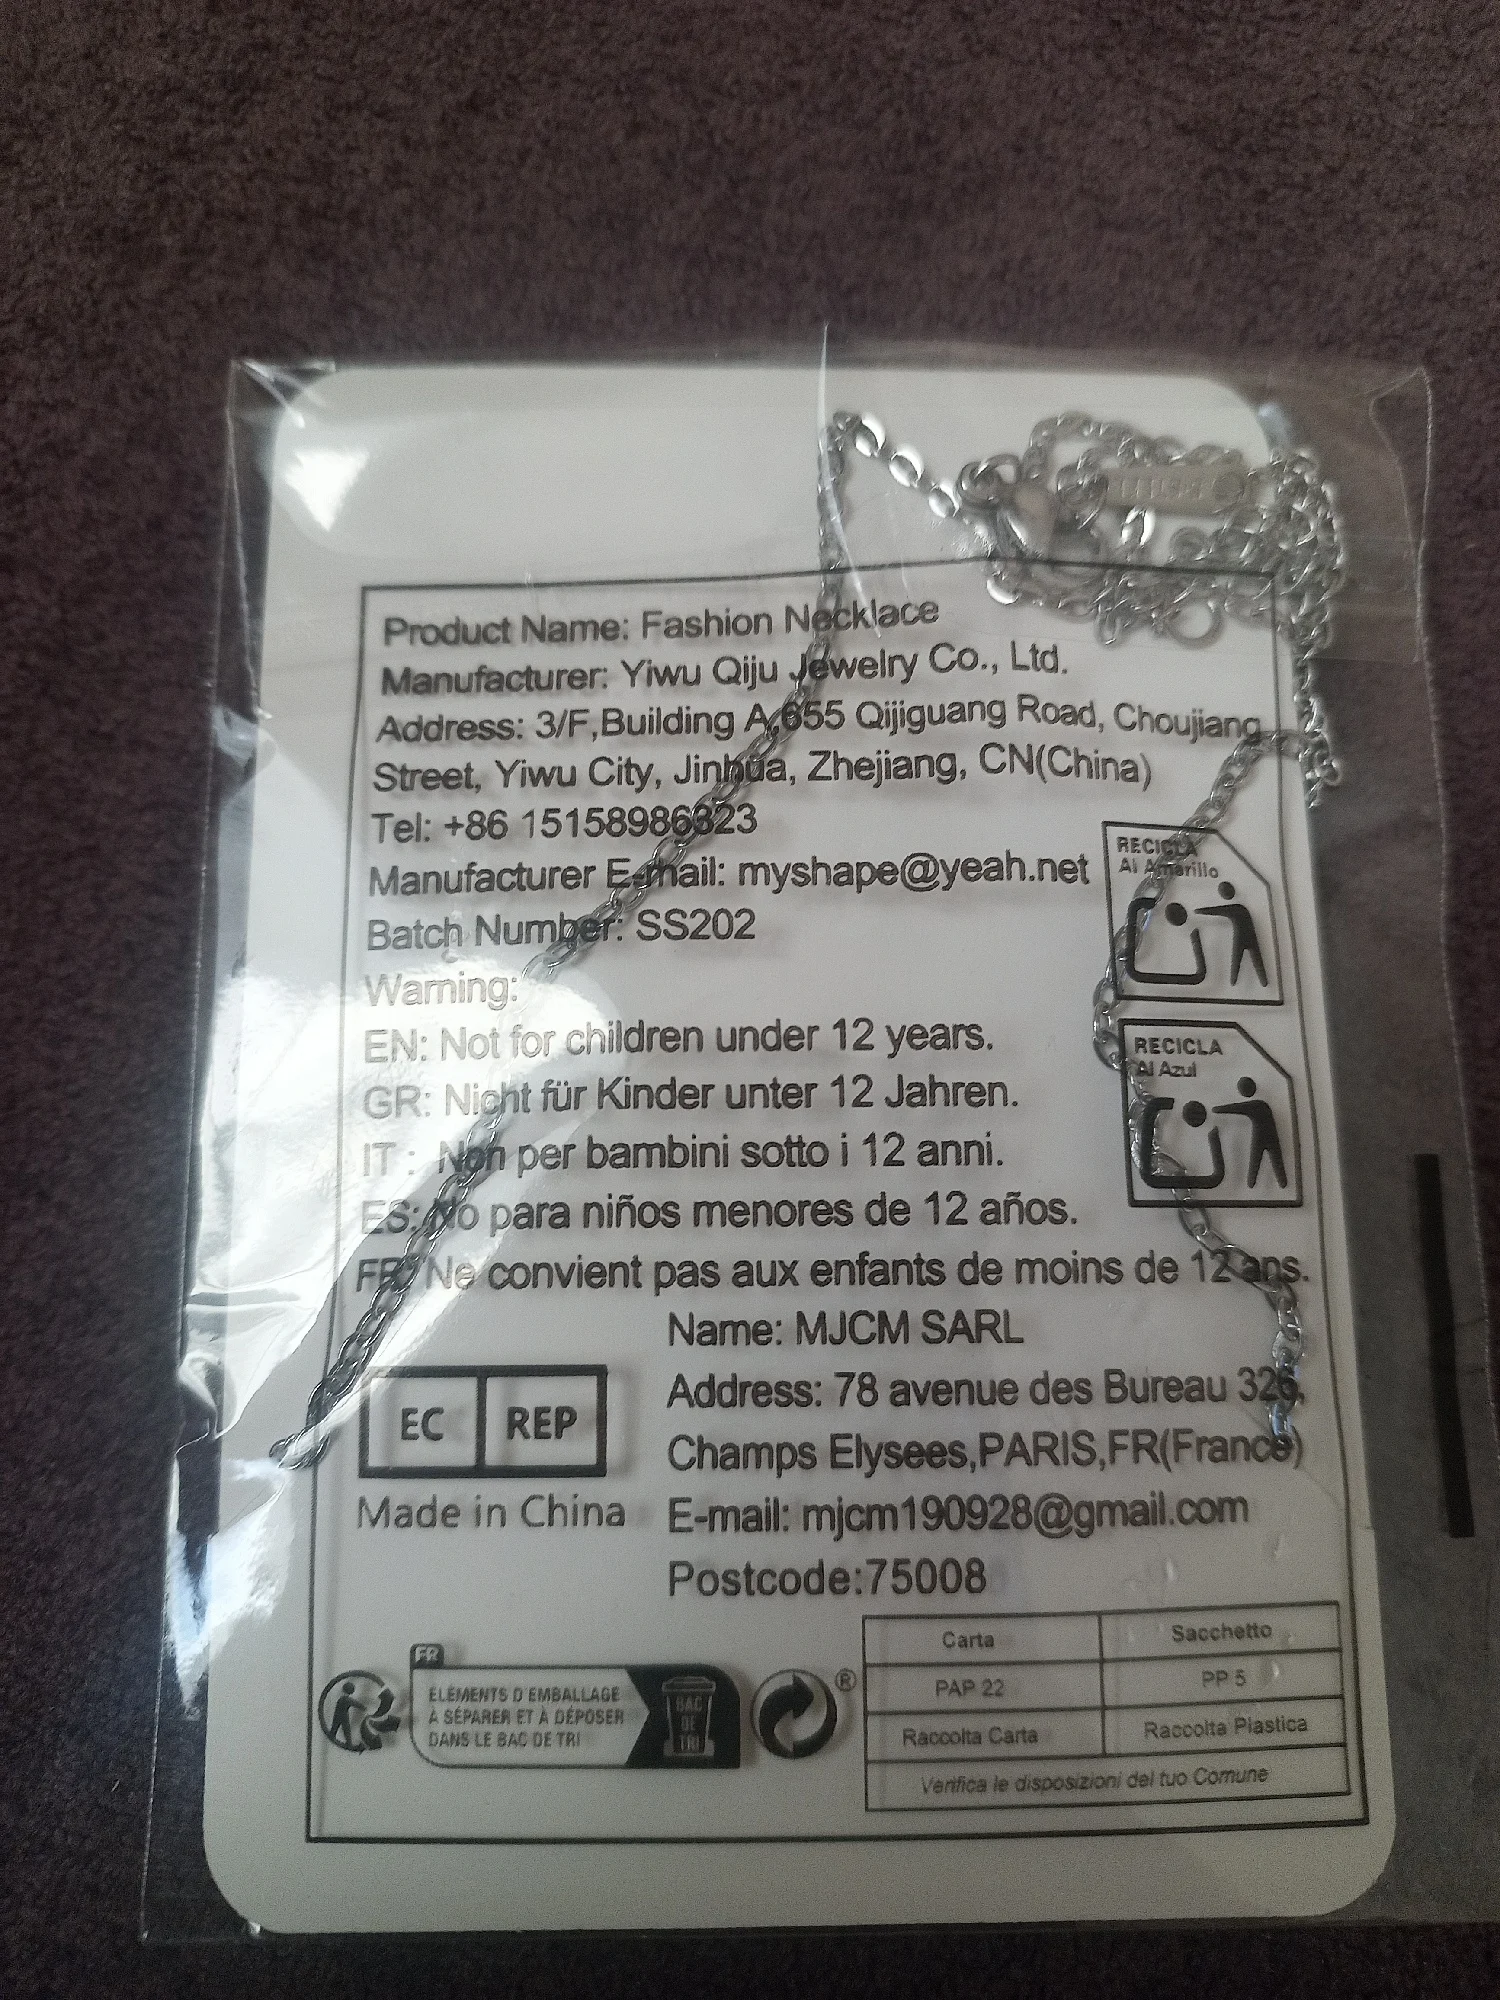 Product Name: Fashion Necklace
Manufacturer: Yiwu Qiju Jewelry Co., Ltd.
Address: 3/F,Building A,655 Qijiguang Road, Choujiang
Street, Yiwu City, Jinhua, Zhejiang, CN(China)
Tel: +86 15158986323
Manufacturer E-mail: myshape@yeah.net
Batch Number: SS202
Warning:
EN: Not for children under 12 years.
GR: Nicht für Kinder unter 12 Jahren.
IT : Non per bambini sotto i 12 anni.
ES: No para niños menores de 12 años.
FR: Ne convient pas aux enfants de moins de 12 ans.
RECICLA
Al Amarillo
RECICLA
Al Azul
EC REP
Made in China
Name: MJCM SARL
Address: 78 avenue des Bureau 326,
Champs Elysees,PARIS,FR(France)
E-mail: mjcm190928@gmail.com
Postcode:75008
FR
ÉLÉMENTS D'EMBALLAGE
À SÉPARER ET À DÉPOSER
DANS LE BAC DE TRI
BAC
DE
TRI
®
Carta Sacchetto
PAP 22 PP 5
Raccolta Carta Raccolta Plastica
Verifica le disposizioni del tuo Comune